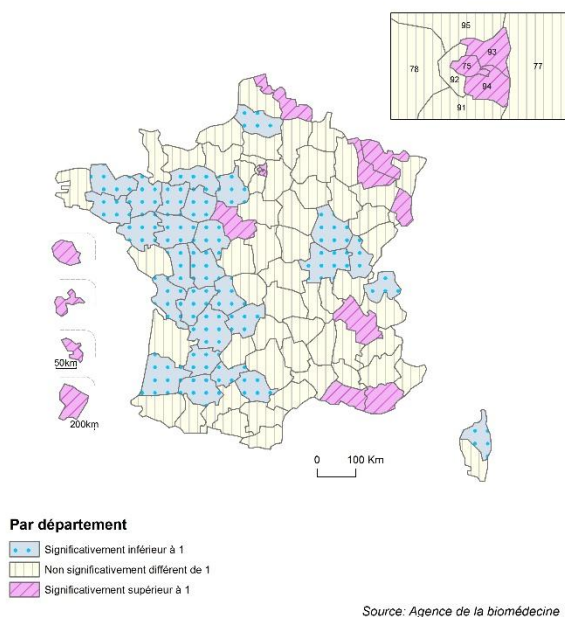 95
93
78
75
77
92
94
91
50km
200km
0 100 Km
Par département
Significativement inférieur à 1
Non significativement différent de 1
Significativement supérieur à 1
Source: Agence de la biomédecine